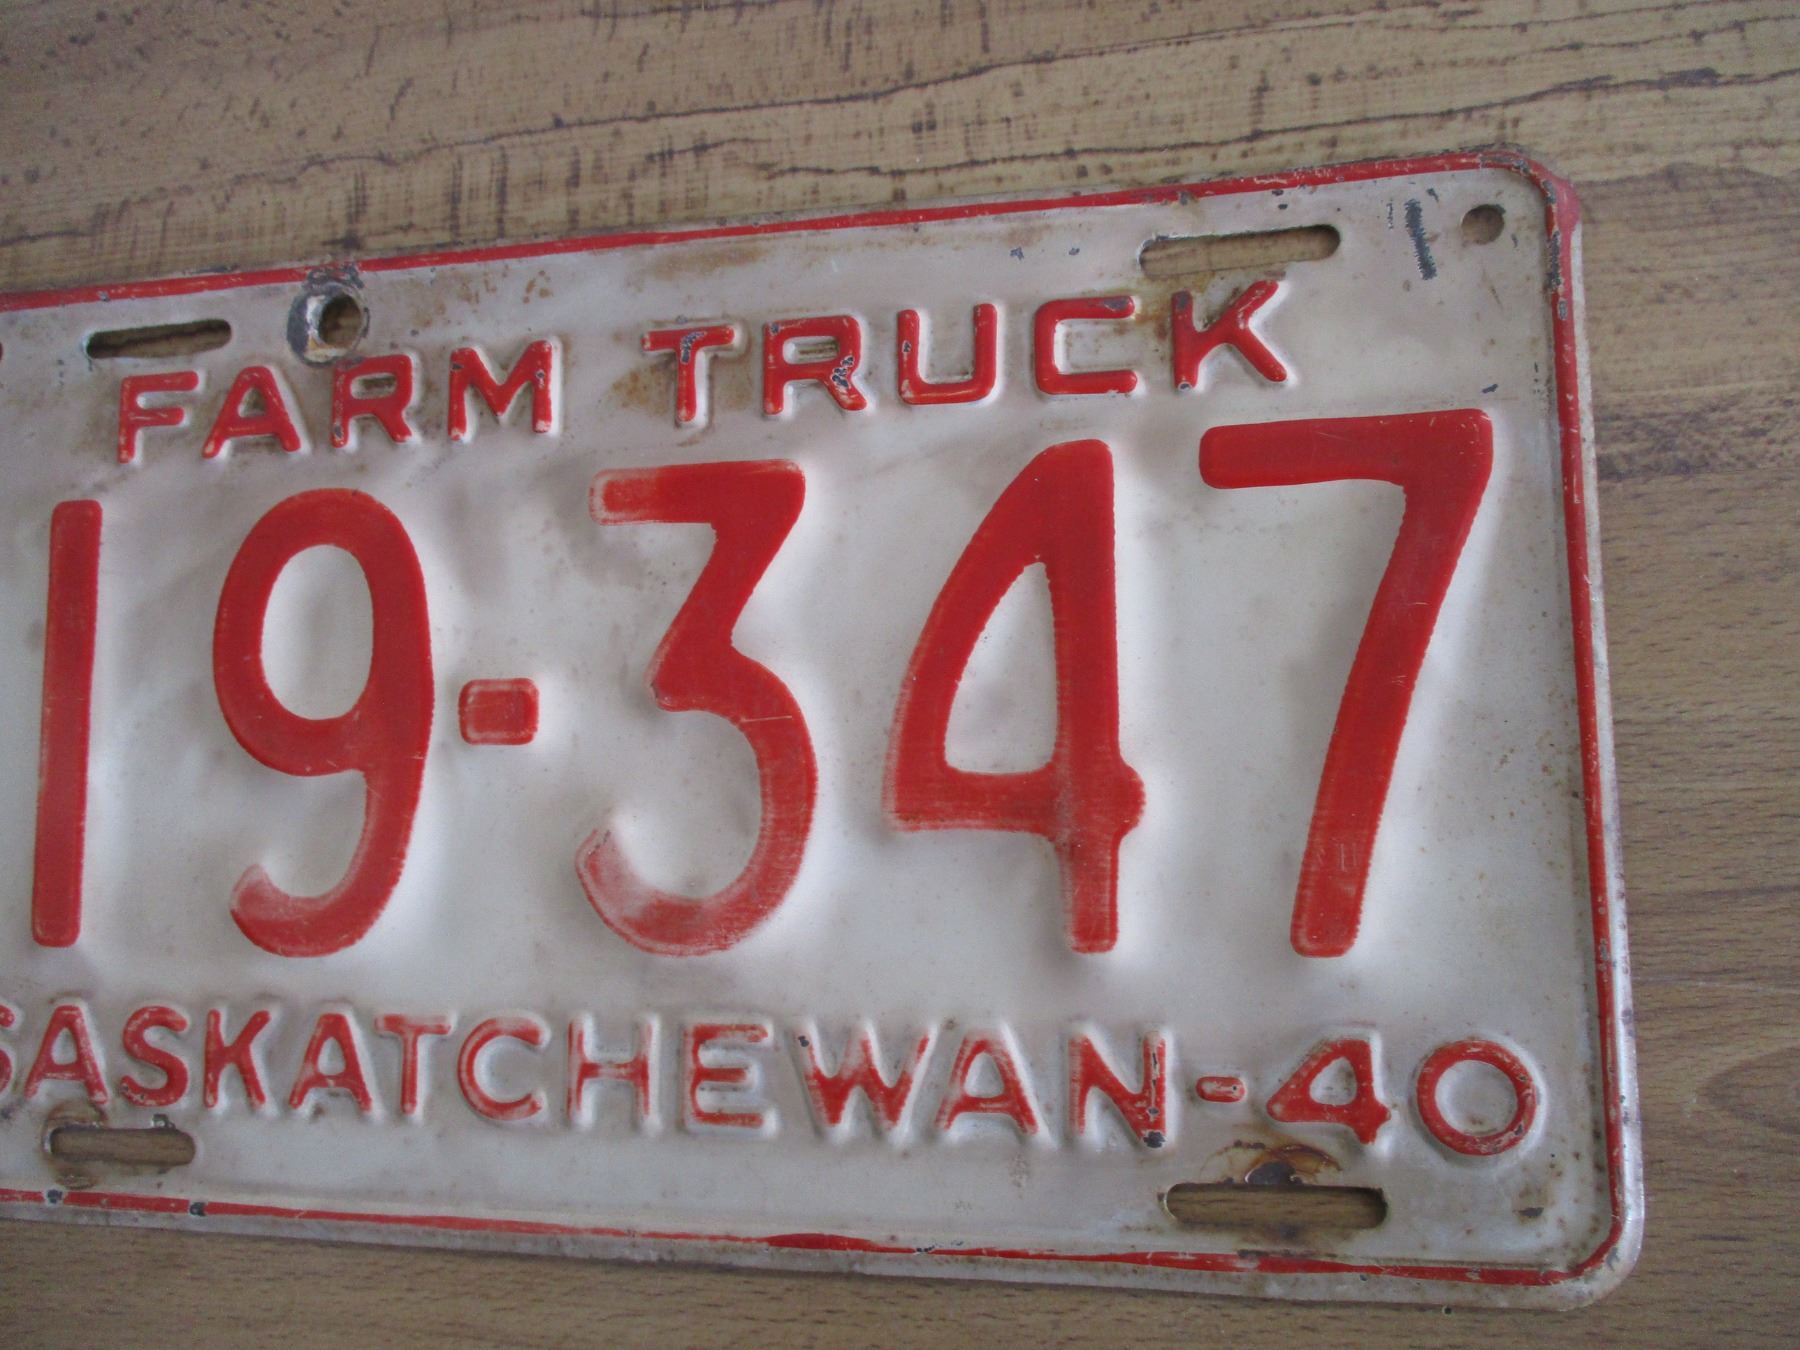 FARM TRUCK
19-347
SASKATCHEWAN-40